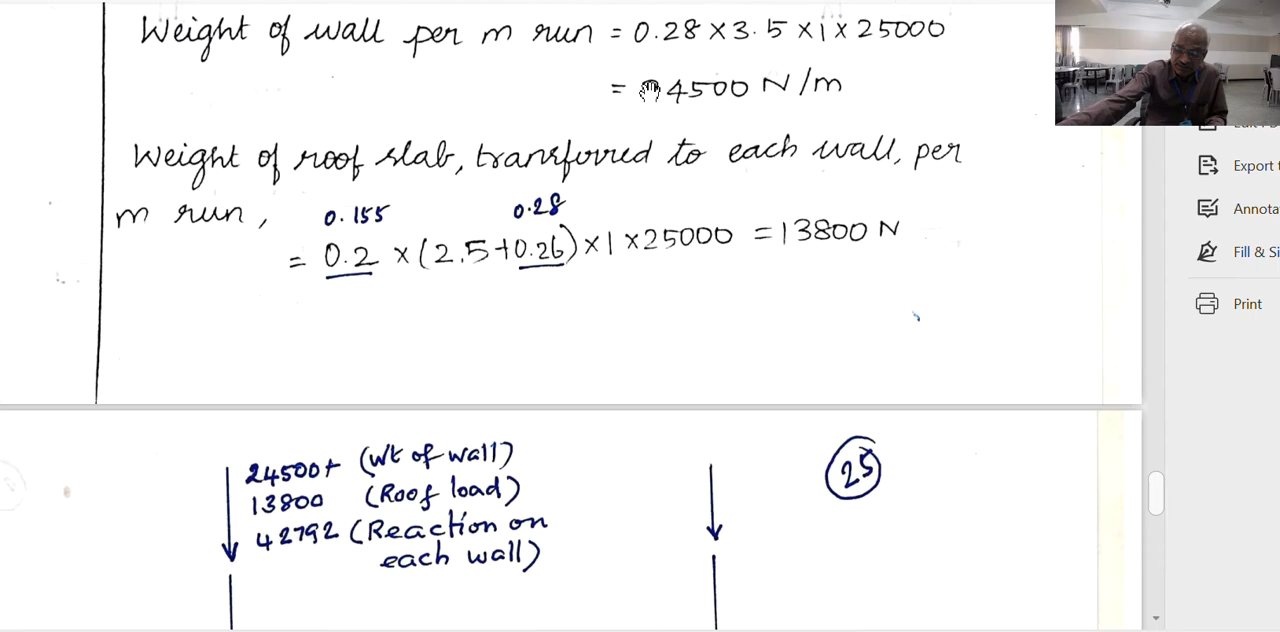 Weight of wall per m run = 0.28 × 3.5 × 1 × 25000
= 4500 N/m
Weight of roof slab, transferred to each wall, per
m run,
0.155 0.28
= 0.2 × (2.5+0.26) × 1 × 25000 = 13800 N
24500+ (Wt of wall)
13800 (Roof load)
42792 (Reaction on
each wall)
25
Export
Annota
Fill & Si
Print